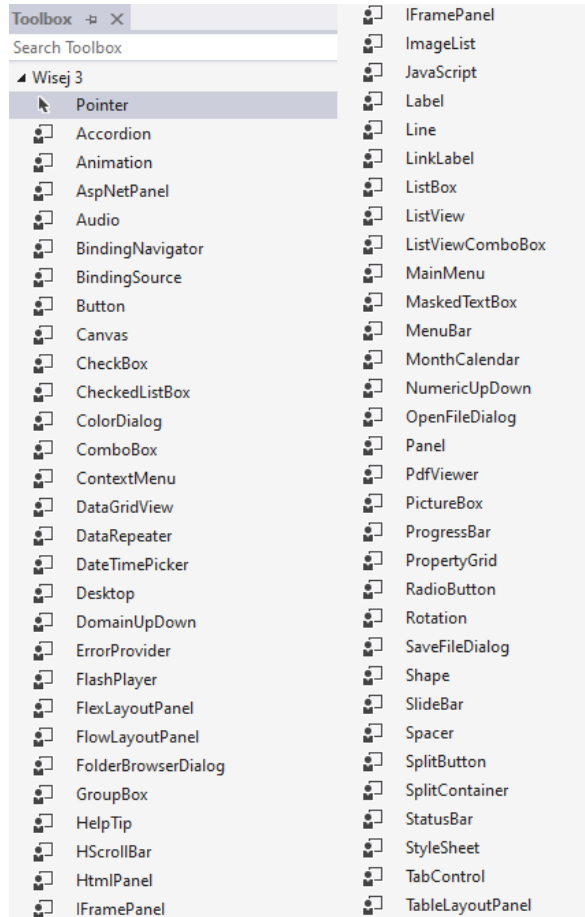 Toolbox
Search Toolbox
Wisej 3
Pointer
Accordion
Animation
AspNetPanel
Audio
BindingNavigator
BindingSource
Button
Canvas
CheckBox
CheckedListBox
ColorDialog
ComboBox
ContextMenu
DataGridView
DataRepeater
DateTimePicker
Desktop
DomainUpDown
ErrorProvider
FlashPlayer
FlexLayoutPanel
FlowLayoutPanel
FolderBrowserDialog
GroupBox
HelpTip
HScrollBar
HtmlPanel
IFramePanel
IFramePanel
ImageList
JavaScript
Label
Line
LinkLabel
ListBox
ListView
ListViewComboBox
MainMenu
MaskedTextBox
MenuBar
MonthCalendar
NumericUpDown
OpenFileDialog
Panel
PdfViewer
PictureBox
ProgressBar
PropertyGrid
RadioButton
Rotation
SaveFileDialog
Shape
SlideBar
Spacer
SplitButton
SplitContainer
StatusBar
StyleSheet
TabControl
TableLayoutPanel